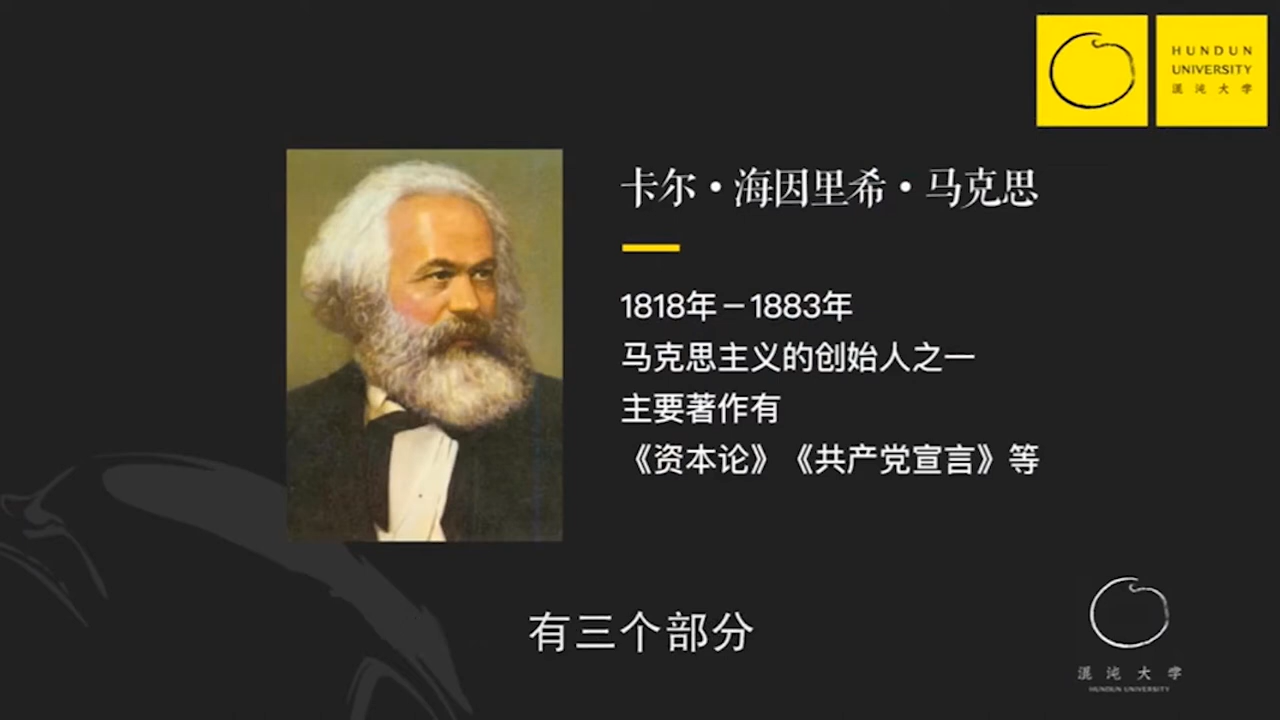 HUNDUN
UNIVERSITY
混沌大学
卡尔·海因里希·马克思
1818年－1883年
马克思主义的创始人之一
主要著作有
《资本论》《共产党宣言》等
有三个部分
混沌大学
HUNDUN UNIVERSITY